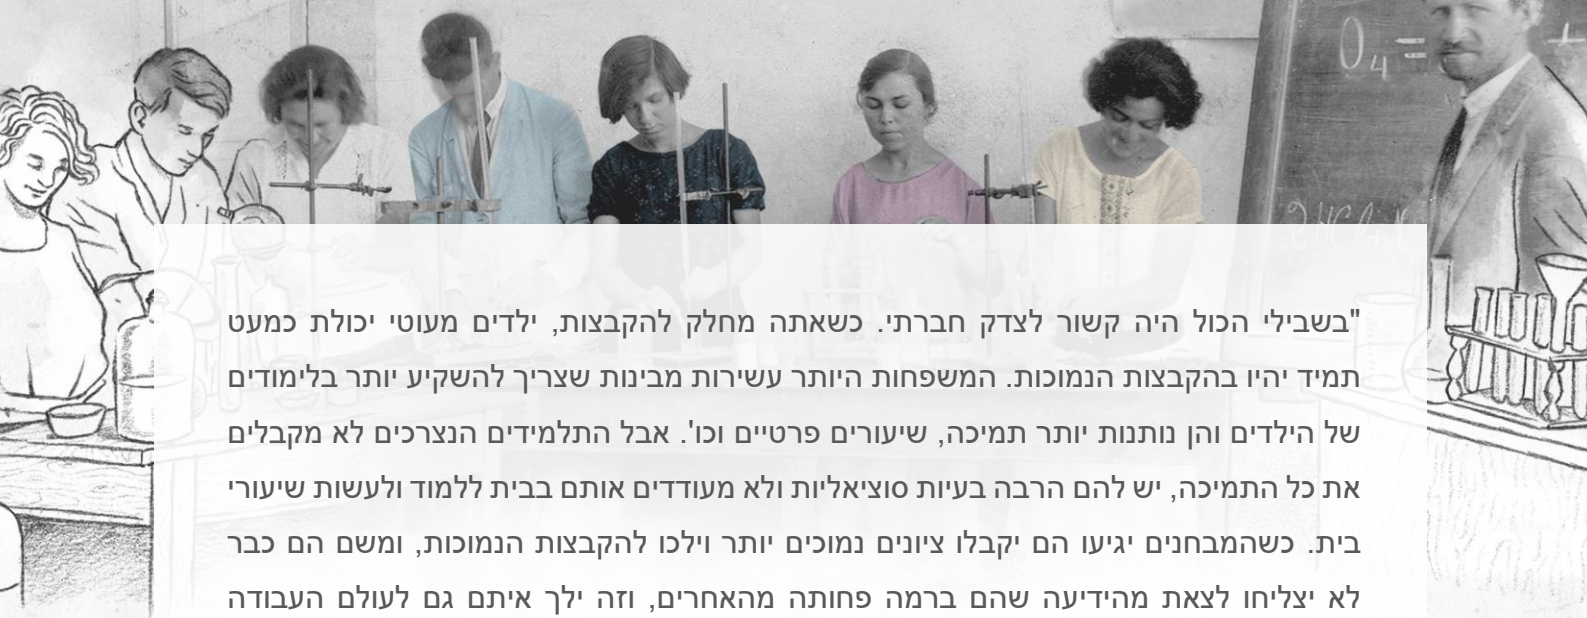 O₄ =
"בשבילי הכול היה קשור לצדק חברתי. כשאתה מחלק להקבצות, ילדים מעוטי יכולת כמעט
תמיד יהיו בהקבצות הנמוכות. המשפחות היותר עשירות מבינות שצריך להשקיע יותר בלימודים
של הילדים והן נותנות יותר תמיכה, שיעורים פרטיים וכו'. אבל התלמידים הנצרכים לא מקבלים
את כל התמיכה, יש להם הרבה בעיות סוציאליות ולא מעודדים אותם בבית ללמוד ולעשות שיעורי
בית. כשהמבחנים יגיעו הם יקבלו ציונים נמוכים יותר וילכו להקבצות הנמוכות, ומשם הם כבר
לא יצליחו לצאת מהידיעה שהם ברמה פחותה מהאחרים, וזה ילך איתם גם לעולם העבודה